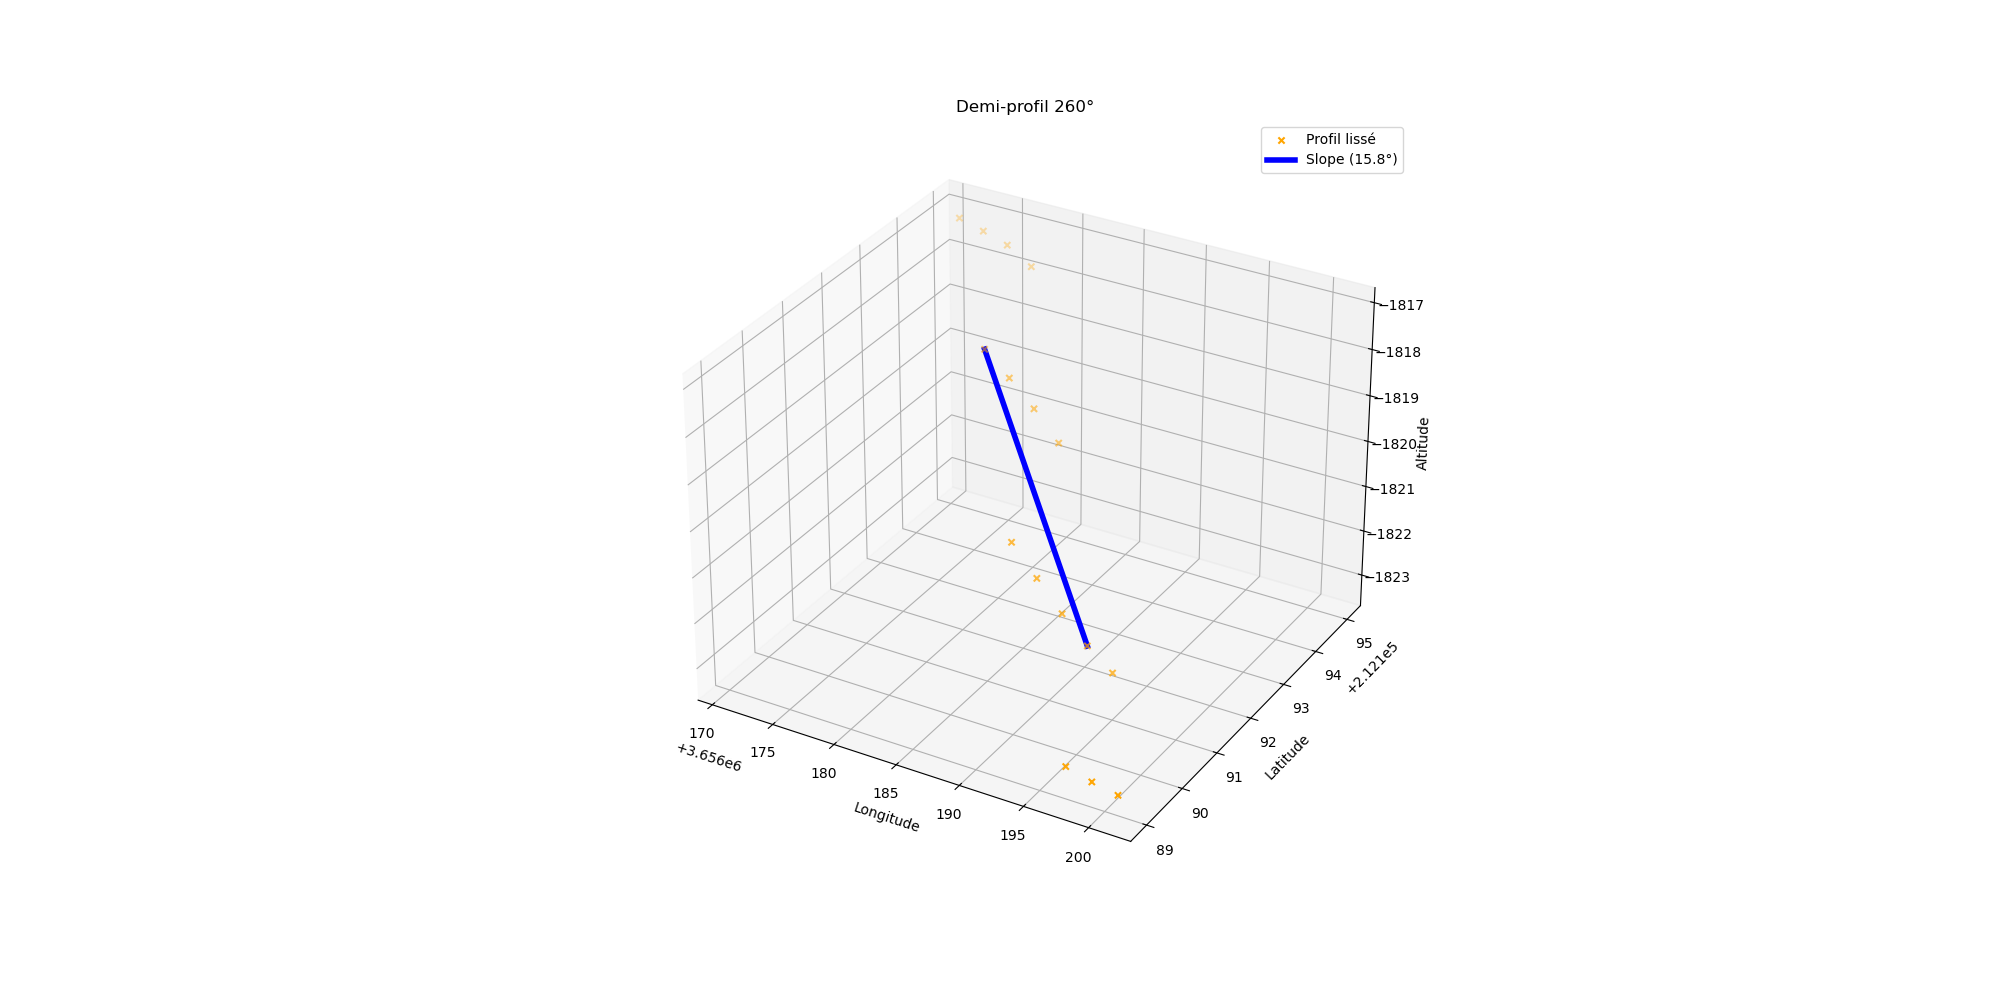 Demi-profil 260°
Profil lissé
Slope (15.8°)
−1817
−1818
−1819
−1820
−1821
−1822
−1823
Altitude
95
94
93
92
91
90
89
+2.121e5
Latitude
170
175
180
185
190
195
200
+3.656e6
Longitude